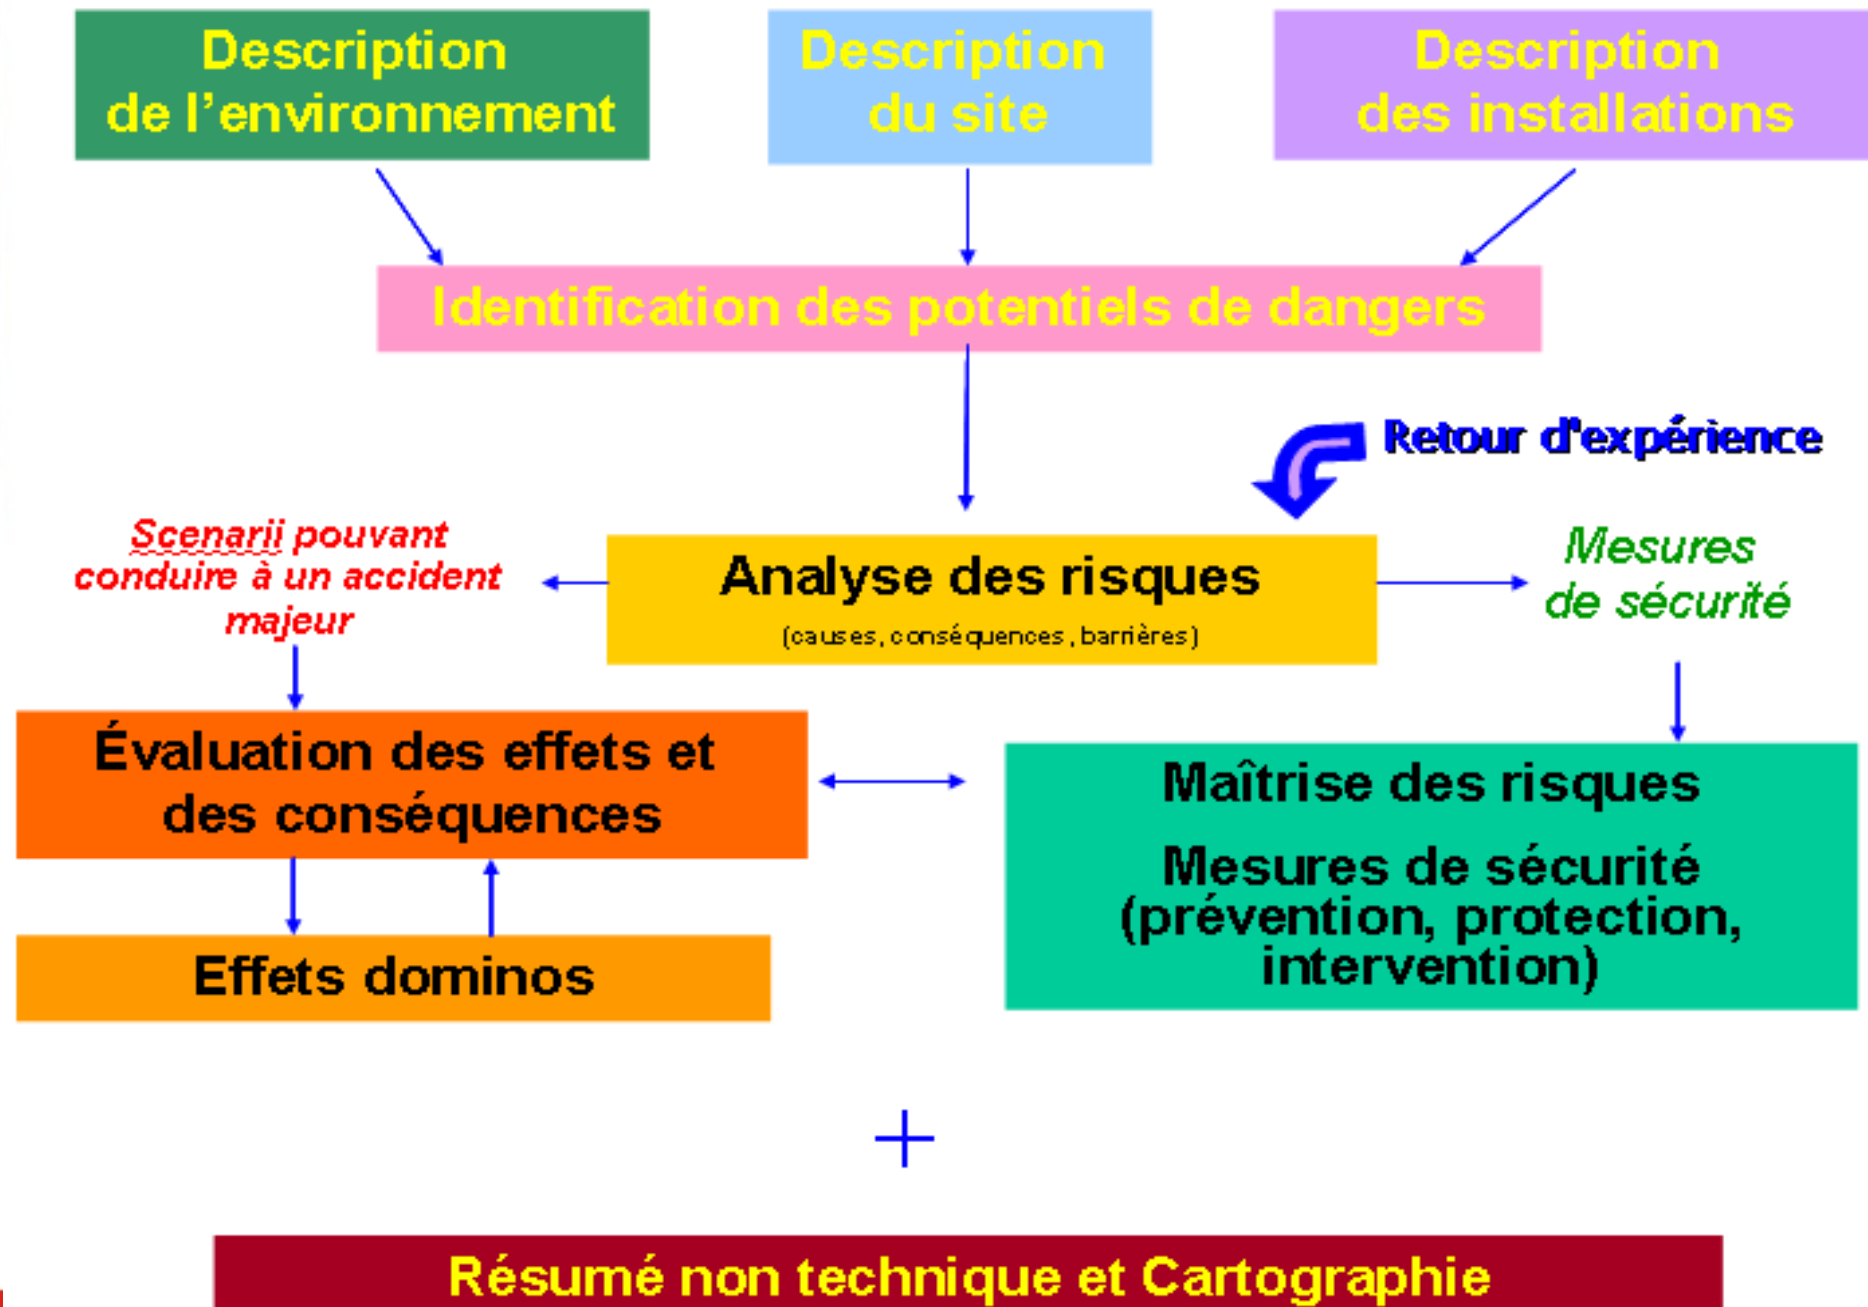 Description
de l’environnement
Description
du site
Description
des installations
Identification des potentiels de dangers
Retour d'expérience
Scenarii pouvant
conduire à un accident
majeur
Analyse des risques
(causes, conséquences, barrières)
Mesures
de sécurité
Évaluation des effets et
des conséquences
Maîtrise des risques
Mesures de sécurité
(prévention, protection,
intervention)
Effets dominos
+
Résumé non technique et Cartographie